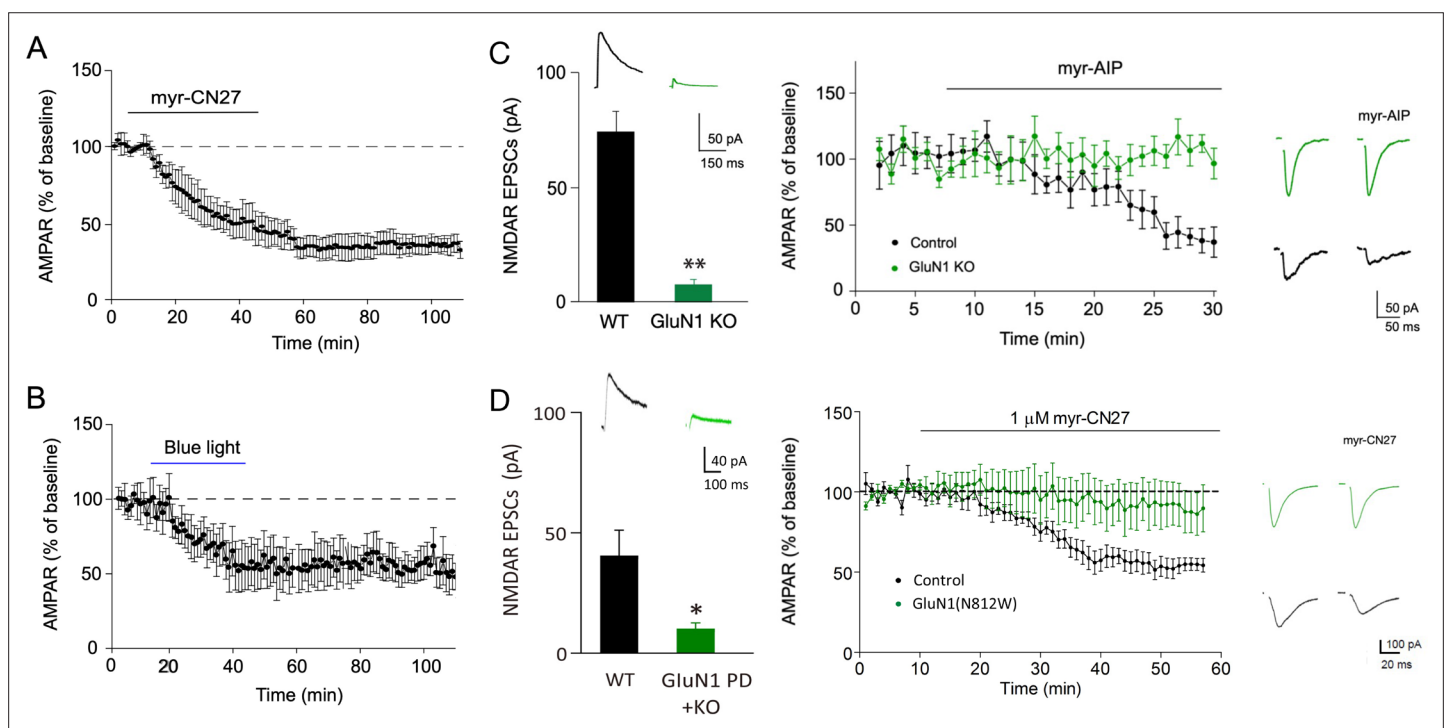 A
AMPAR (% of baseline)
150
100
50
0
myr-CN27
0 20 40 60 80 100
Time (min)
C
NMDAR EPSCs (pA)
100
50
0
50 pA
150 ms
**
WT GluN1 KO
AMPAR (% of baseline)
150
100
50
0
myr-AIP
Control
GluN1 KO
0 5 10 15 20 25 30
Time (min)
myr-AIP
50 pA
50 ms
B
AMPAR (% of baseline)
150
100
50
0
Blue light
0 20 40 60 80 100
Time (min)
D
NMDAR EPSCs (pA)
100
50
0
40 pA
100 ms
*
WT GluN1 PD
+KO
AMPAR (% of baseline)
150
100
50
0
1 μM myr-CN27
Control
GluN1(N812W)
0 10 20 30 40 50 60
Time (min)
myr-CN27
100 pA
20 ms